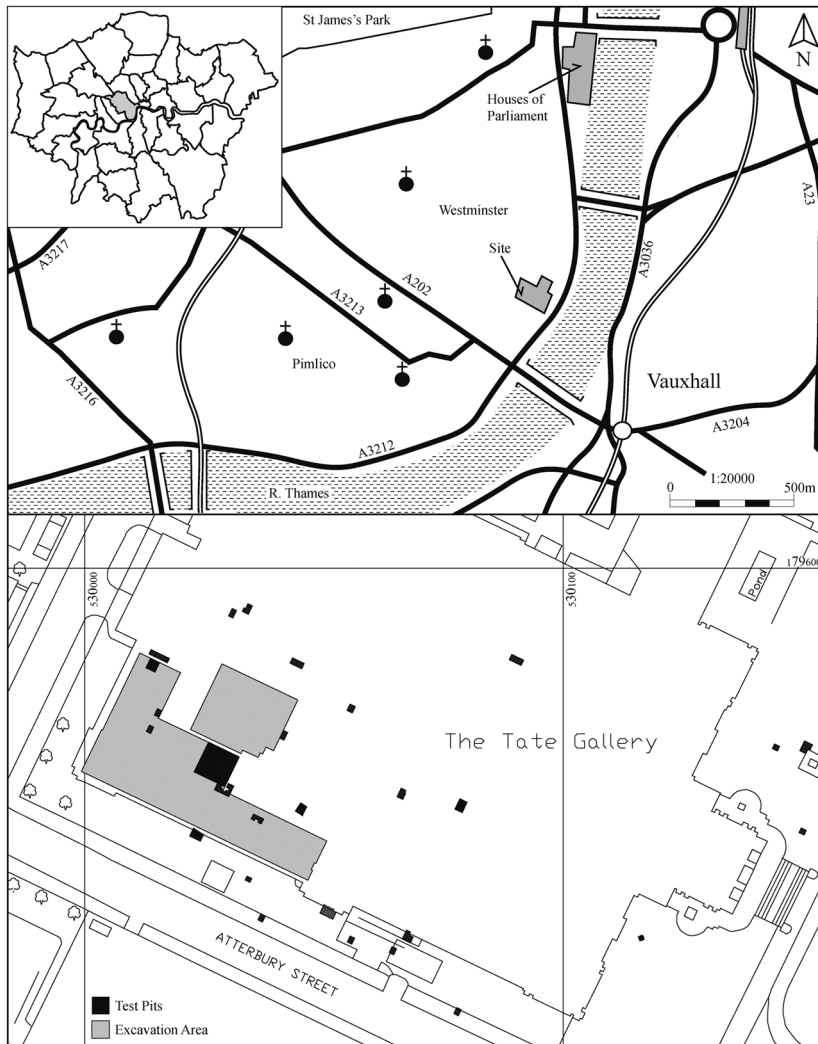 St James's Park
N
Houses of
Parliament
Westminster
A23
A3217
Site
A3036
A202
A3213
Pimlico
Vauxhall
A3216
A3204
A3212
1:20000
R. Thames
0 500m
179600
530000
530100
Pond
The Tate Gallery
ATTERBURY STREET
Test Pits
Excavation Area